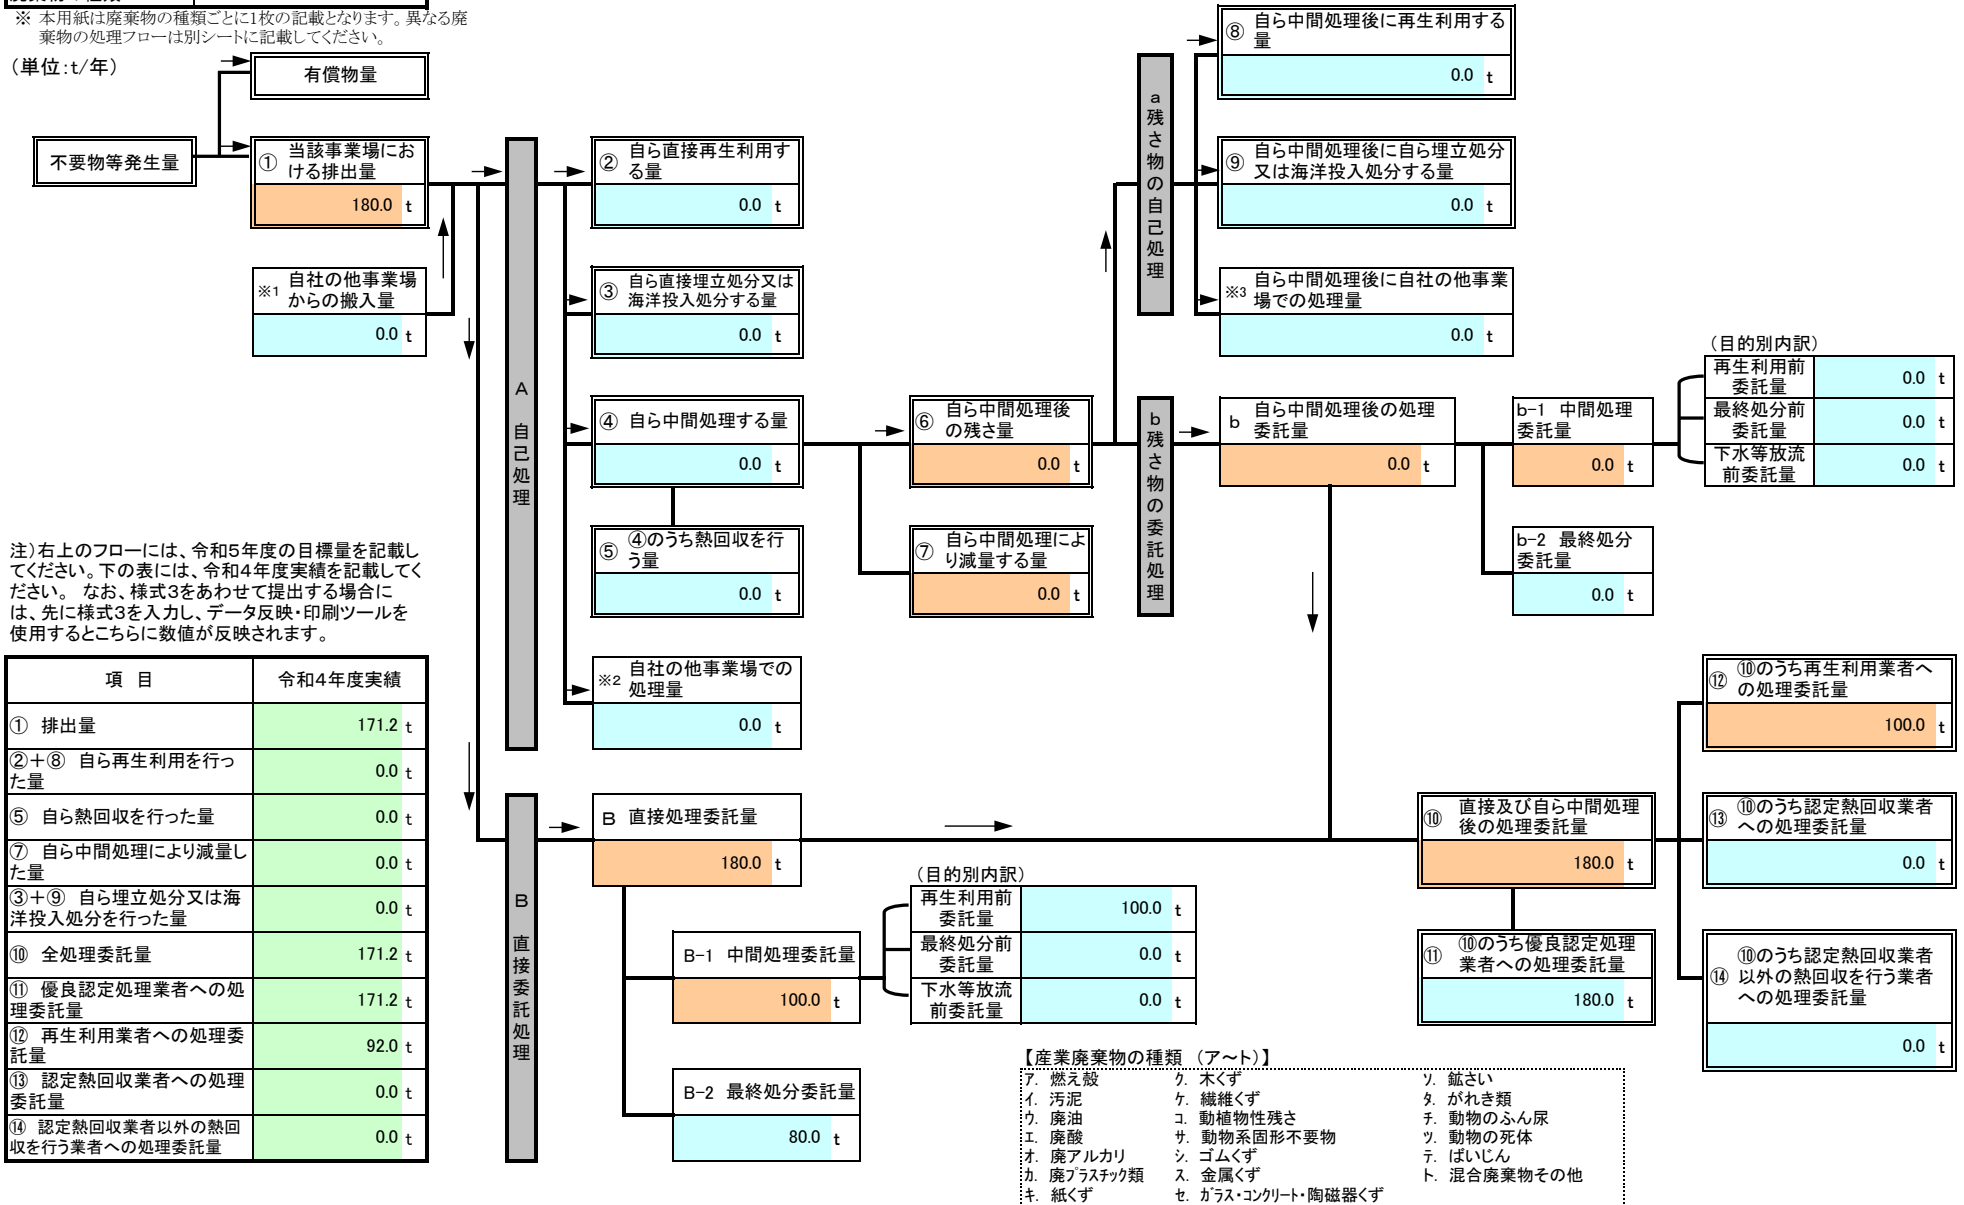 ※ 本用紙は廃棄物の種類ごとに1枚の記載となります。異なる廃
棄物の処理フローは別シートに記載してください。
(単位:t/年)
有償物量
不要物等発生量
① 当該事業場にお
ける排出量
180.0 t
※1 自社の他事業場
からの搬入量
0.0 t
A 自己処理
② 自ら直接再生利用す
る量
0.0 t
③ 自ら直接埋立処分又は
海洋投入処分する量
0.0 t
④ 自ら中間処理する量
0.0 t
⑤ ④のうち熱回収を行
う量
0.0 t
※2 自社の他事業場での
処理量
0.0 t
⑥ 自ら中間処理後
の残さ量
0.0 t
⑦ 自ら中間処理によ
り減量する量
0.0 t
a 残さ物の自己処理
⑧ 自ら中間処理後に再生利用する
量
0.0 t
⑨ 自ら中間処理後に自ら埋立処分
又は海洋投入処分する量
0.0 t
※3 自ら中間処理後に自社の他事業
場での処理量
0.0 t
b 残さ物の委託処理
b 自ら中間処理後の処理
委託量
0.0 t
b-1 中間処理
委託量
0.0 t
(目的別内訳)
再生利用前
委託量
0.0 t
最終処分前
委託量
0.0 t
下水等放流
前委託量
0.0 t
b-2 最終処分
委託量
0.0 t
注)右上のフローには、令和5年度の目標量を記載し
てください。下の表には、令和4年度実績を記載してく
ださい。 なお、様式3をあわせて提出する場合に
は、先に様式3を入力し、データ反映・印刷ツールを
使用するとこちらに数値が反映されます。
項 目 令和4年度実績
① 排出量 171.2 t
②+⑧ 自ら再生利用を行っ
た量 0.0 t
⑤ 自ら熱回収を行った量 0.0 t
⑦ 自ら中間処理により減量し
た量 0.0 t
③+⑨ 自ら埋立処分又は海
洋投入処分を行った量 0.0 t
⑩ 全処理委託量 171.2 t
⑪ 優良認定処理業者への処
理委託量 171.2 t
⑫ 再生利用業者への処理委
託量 92.0 t
⑬ 認定熱回収業者への処理
委託量 0.0 t
⑭ 認定熱回収業者以外の熱回
収を行う業者への処理委託量 0.0 t
B 直接委託処理
B 直接処理委託量
180.0 t
B-1 中間処理委託量
100.0 t
(目的別内訳)
再生利用前
委託量
100.0 t
最終処分前
委託量
0.0 t
下水等放流
前委託量
0.0 t
B-2 最終処分委託量
80.0 t
⑩ 直接及び自ら中間処理
後の処理委託量
180.0 t
⑪ ⑩のうち優良認定処理
業者への処理委託量
180.0 t
⑫ ⑩のうち再生利用業者へ
の処理委託量
100.0 t
⑬ ⑩のうち認定熱回収業者
への処理委託量
0.0 t
⑭ ⑩のうち認定熱回収業者
以外の熱回収を行う業者
への処理委託量
0.0 t
【産業廃棄物の種類 (ア~ト)】
ア. 燃え殻 ク. 木くず ソ. 鉱さい
イ. 汚泥 ケ. 繊維くず タ. がれき類
ウ. 廃油 コ. 動植物性残さ チ. 動物のふん尿
エ. 廃酸 サ. 動物系固形不要物 ツ. 動物の死体
オ. 廃アルカリ シ. ゴムくず テ. ばいじん
カ. 廃プラスチック類 ス. 金属くず ト. 混合廃棄物その他
キ. 紙くず セ. ガラス・コンクリート・陶磁器くず